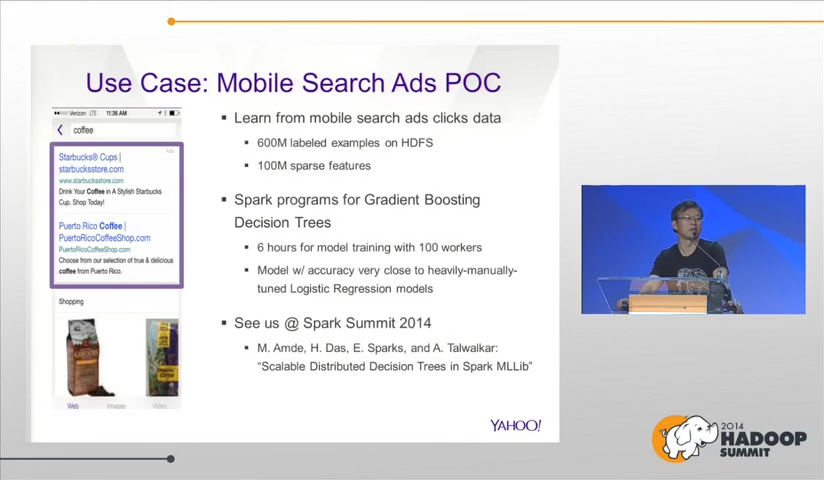 Use Case: Mobile Search Ads POC
Verizon LTE 11:36 AM
coffee
Ads
Starbucks® Cups |
starbucksstore.com
www.starbucksstore.com
Drink Your Coffee in A Stylish Starbucks
Cup. Shop Today!
Puerto Rico Coffee |
PuertoRicoCoffeeShop.com
PuertoRicoCoffeeShop.com
Choose from our selection of true & delicious
coffee from Puerto Rico.
Shopping
Web Images Video
Learn from mobile search ads clicks data
600M labeled examples on HDFS
100M sparse features
Spark programs for Gradient Boosting
Decision Trees
6 hours for model training with 100 workers
Model w/ accuracy very close to heavily-manually-
tuned Logistic Regression models
See us @ Spark Summit 2014
M. Amde, H. Das, E. Sparks, and A. Talwalkar:
“Scalable Distributed Decision Trees in Spark MLLib”
YAHOO!
2014
HADOOP
SUMMIT